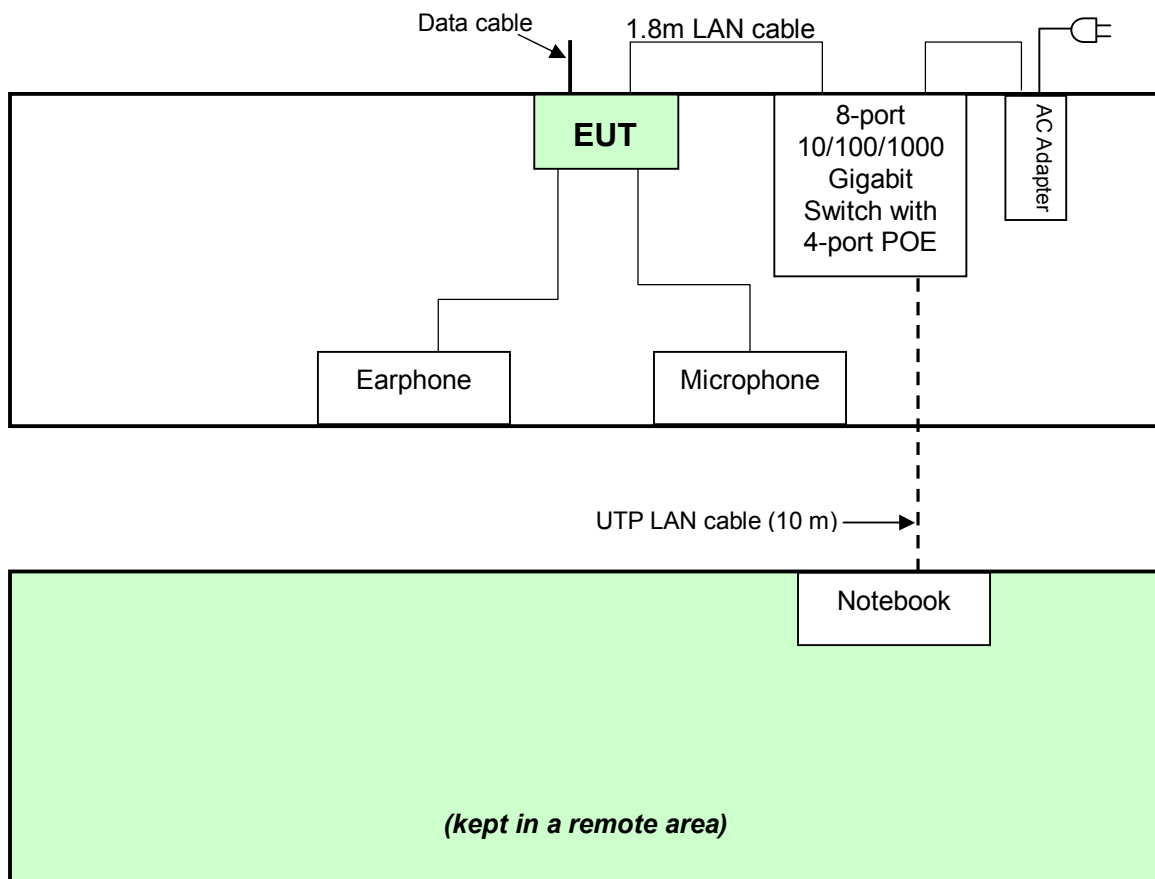 Data cable
1.8m LAN cable
EUT
8-port
10/100/1000
Gigabit
Switch with
4-port POE
AC Adapter
Earphone
Microphone
UTP LAN cable (10 m)
Notebook
(kept in a remote area)